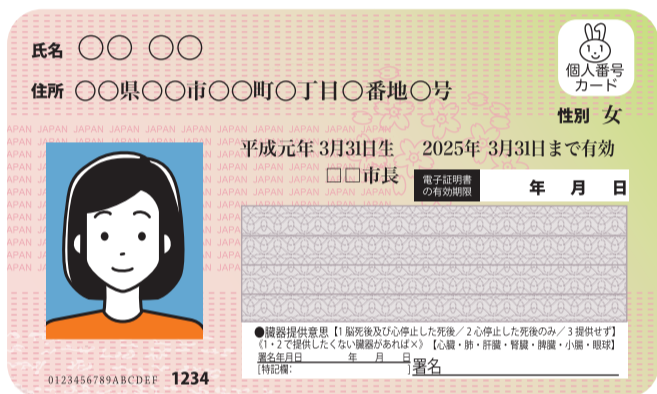 氏名 〇〇 〇〇
個人番号
カード
住所 〇〇県〇〇市〇〇町〇丁目〇番地〇号
性別 女
JAPAN JAPAN JAPAN JAPAN JAPAN JAPAN
平成元年 3月31日生 2025年 3月31日まで有効
□□市長
電子証明書
の有効期限
年 月 日
●臓器提供意思【1 脳死後及び心停止した死後／2 心停止した死後のみ／3 提供せず】
《1・2で提供したくない臓器があれば×》【心臓・肺・肝臓・腎臓・膵臓・小腸・眼球】
署名年月日 年 月 日
[特記欄: ]署名
0123456789ABCDEF 1234